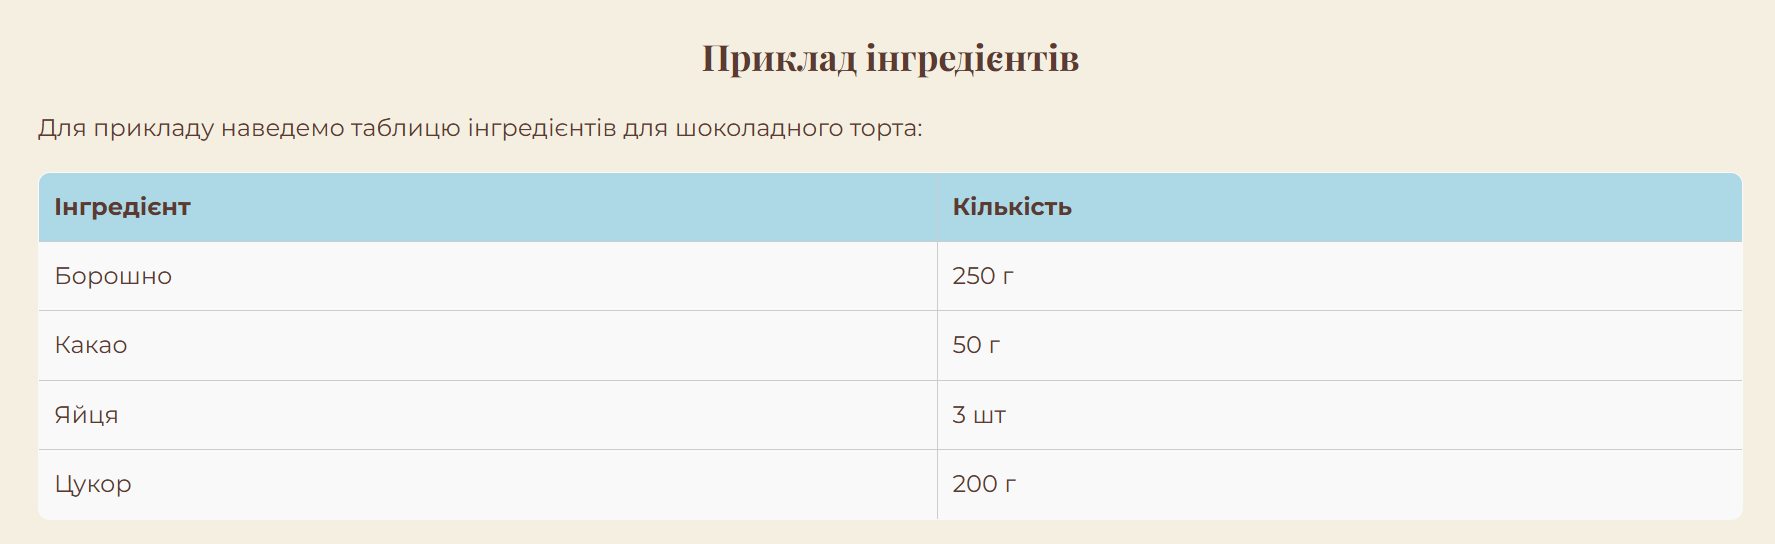 Приклад інгредієнтів
Для прикладу наведемо таблицю інгредієнтів для шоколадного торта:
Інгредієнт Кількість
Борошно 250 г
Какао 50 г
Яйця 3 шт
Цукор 200 г